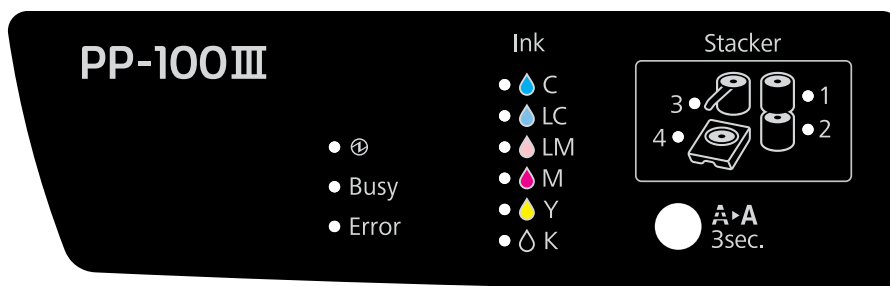 PP-100III
Busy
Error
Ink
C
LC
LM
M
Y
K
Stacker
3
1
4
2
A▸A
3sec.